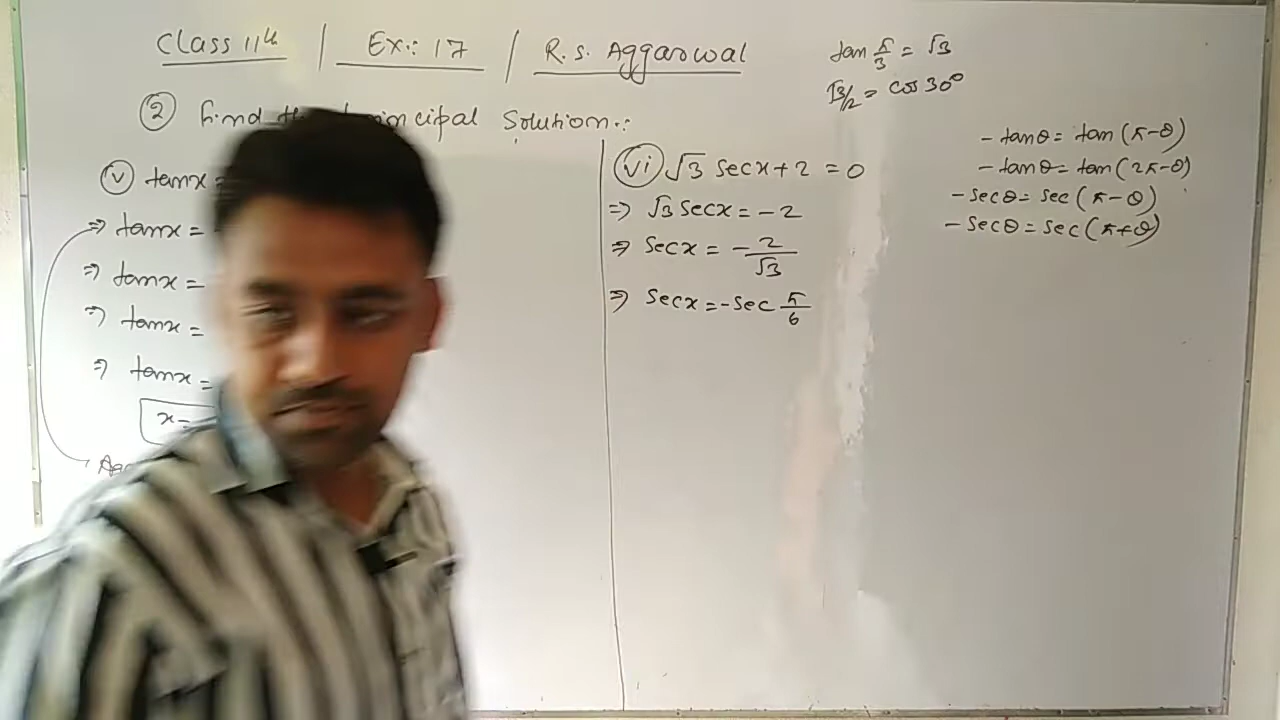 Class 11th / Ex.: 17 / R. S. Aggarwal
tan π/3 = √3
√3/2 = cos 30°
② find the principal Solution.:
ⓥ tanx =
⇒ tanx =
⇒ tanx =
⇒ tanx =
⇒ tanx =
x =
ⓥⓘ √3 secx + 2 = 0
⇒ √3 secx = -2
⇒ Secx = -2/√3
⇒ Secx = -Sec π/6
- tanθ = tan (π-θ)
- tanθ = tan (2π-θ)
- Secθ = Sec (π-θ)
- Secθ = Sec (π+θ)